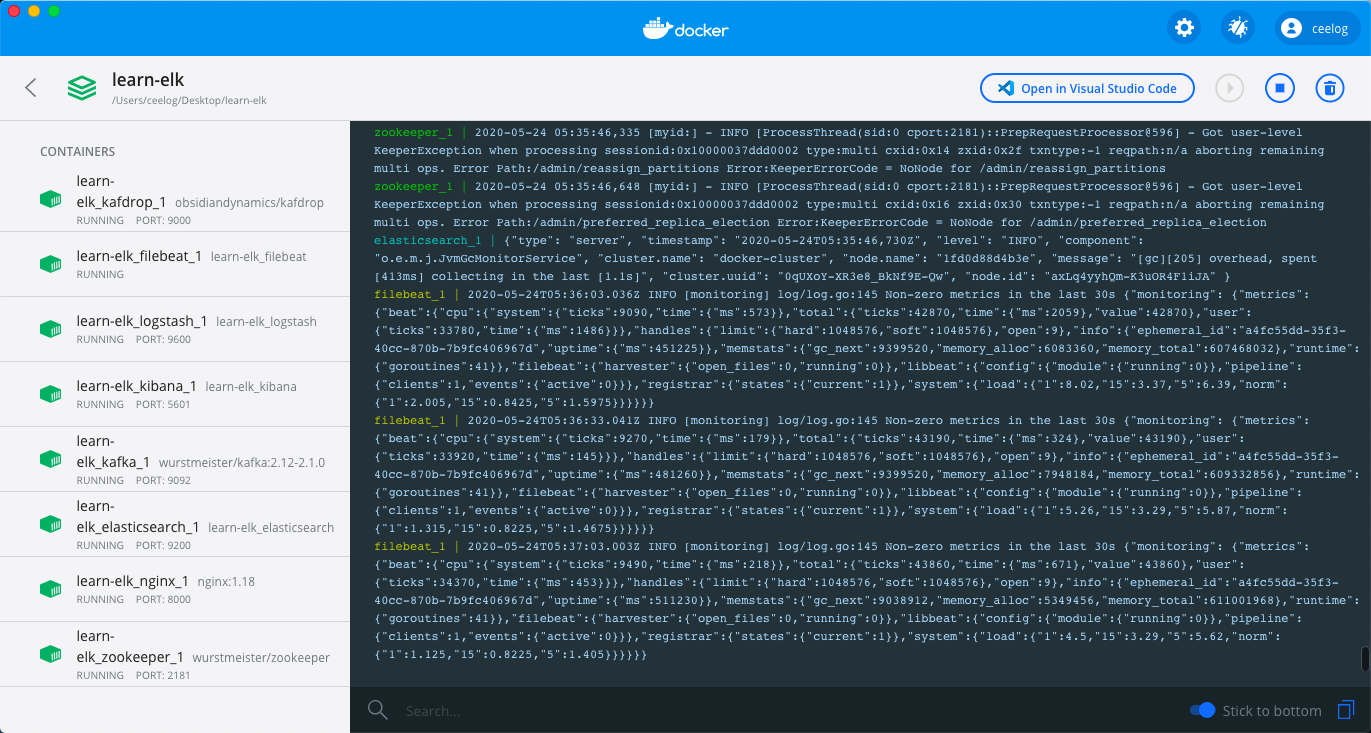 docker
ceelog
learn-elk
/Users/ceelog/Desktop/learn-elk
Open in Visual Studio Code
CONTAINERS
learn-
elk_kafdrop_1 obsidiandynamics/kafdrop
RUNNING PORT: 9000
learn-elk_filebeat_1 learn-elk_filebeat
RUNNING
learn-elk_logstash_1 learn-elk_logstash
RUNNING PORT: 9600
learn-elk_kibana_1 learn-elk_kibana
RUNNING PORT: 5601
learn-
elk_kafka_1 wurstmeister/kafka:2.12-2.1.0
RUNNING PORT: 9092
learn-
elk_elasticsearch_1 learn-elk_elasticsearch
RUNNING PORT: 9200
learn-elk_nginx_1 nginx:1.18
RUNNING PORT: 8000
learn-
elk_zookeeper_1 wurstmeister/zookeeper
RUNNING PORT: 2181
zookeeper_1 | 2020-05-24 05:35:46,335 [myid:] - INFO [ProcessThread(sid:0 cport:2181)::PrepRequestProcessor@596] - Got user-level
KeeperException when processing sessionid:0x10000037ddd0002 type:multi cxid:0x14 zxid:0x2f txntype:-1 reqpath:n/a aborting remaining
multi ops. Error Path:/admin/reassign_partitions Error:KeeperErrorCode = NoNode for /admin/reassign_partitions
zookeeper_1 | 2020-05-24 05:35:46,648 [myid:] - INFO [ProcessThread(sid:0 cport:2181)::PrepRequestProcessor@596] - Got user-level
KeeperException when processing sessionid:0x10000037ddd0002 type:multi cxid:0x16 zxid:0x30 txntype:-1 reqpath:n/a aborting remaining
multi ops. Error Path:/admin/preferred_replica_election Error:KeeperErrorCode = NoNode for /admin/preferred_replica_election
elasticsearch_1 | {"type": "server", "timestamp": "2020-05-24T05:35:46,730Z", "level": "INFO", "component":
"o.e.m.j.JvmGcMonitorService", "cluster.name": "docker-cluster", "node.name": "1fd0d88d4b3e", "message": "[gc][205] overhead, spent
[413ms] collecting in the last [1.1s]", "cluster.uuid": "0qUXoY-XR3e8_BkNf9E-Qw", "node.id": "axLq4yyhQm-K3uOR4F1iJA" }
filebeat_1 | 2020-05-24T05:36:03.036Z INFO [monitoring] log/log.go:145 Non-zero metrics in the last 30s {"monitoring": {"metrics":
{"beat":{"cpu":{"system":{"ticks":9090,"time":{"ms":573}},"total":{"ticks":42870,"time":{"ms":2059},"value":42870},"user":
{"ticks":33780,"time":{"ms":1486}}},"handles":{"limit":{"hard":1048576,"soft":1048576},"open":9},"info":{"ephemeral_id":"a4fc55dd-35f3-
40cc-870b-7b9fc406967d","uptime":{"ms":451225}},"memstats":{"gc_next":9399520,"memory_alloc":6083360,"memory_total":607468032},"runtime":
{"goroutines":41}},"filebeat":{"harvester":{"open_files":0,"running":0}},"libbeat":{"config":{"module":{"running":0}},"pipeline":
{"clients":1,"events":{"active":0}}},"registrar":{"states":{"current":1}},"system":{"load":{"1":8.02,"15":3.37,"5":6.39,"norm":
{"1":2.005,"15":0.8425,"5":1.5975}}}}}}
filebeat_1 | 2020-05-24T05:36:33.041Z INFO [monitoring] log/log.go:145 Non-zero metrics in the last 30s {"monitoring": {"metrics":
{"beat":{"cpu":{"system":{"ticks":9270,"time":{"ms":179}},"total":{"ticks":43190,"time":{"ms":324},"value":43190},"user":
{"ticks":33920,"time":{"ms":145}}},"handles":{"limit":{"hard":1048576,"soft":1048576},"open":9},"info":{"ephemeral_id":"a4fc55dd-35f3-
40cc-870b-7b9fc406967d","uptime":{"ms":481260}},"memstats":{"gc_next":9399520,"memory_alloc":7948184,"memory_total":609332856},"runtime":
{"goroutines":41}},"filebeat":{"harvester":{"open_files":0,"running":0}},"libbeat":{"config":{"module":{"running":0}},"pipeline":
{"clients":1,"events":{"active":0}}},"registrar":{"states":{"current":1}},"system":{"load":{"1":5.26,"15":3.29,"5":5.87,"norm":
{"1":1.315,"15":0.8225,"5":1.4675}}}}}}
filebeat_1 | 2020-05-24T05:37:03.003Z INFO [monitoring] log/log.go:145 Non-zero metrics in the last 30s {"monitoring": {"metrics":
{"beat":{"cpu":{"system":{"ticks":9490,"time":{"ms":218}},"total":{"ticks":43860,"time":{"ms":671},"value":43860},"user":
{"ticks":34370,"time":{"ms":453}}},"handles":{"limit":{"hard":1048576,"soft":1048576},"open":9},"info":{"ephemeral_id":"a4fc55dd-35f3-
40cc-870b-7b9fc406967d","uptime":{"ms":511230}},"memstats":{"gc_next":9038912,"memory_alloc":5349456,"memory_total":611001968},"runtime":
{"goroutines":41}},"filebeat":{"harvester":{"open_files":0,"running":0}},"libbeat":{"config":{"module":{"running":0}},"pipeline":
{"clients":1,"events":{"active":0}}},"registrar":{"states":{"current":1}},"system":{"load":{"1":4.5,"15":3.29,"5":5.62,"norm":
{"1":1.125,"15":0.8225,"5":1.405}}}}}}
Search...
Stick to bottom